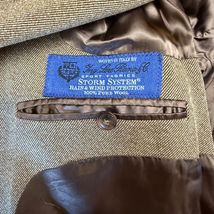 WOVEN IN ITALY BY
SPORT FABRICS
STORM SYSTEM®
RAIN & WIND PROTECTION
100% PURE WOOL